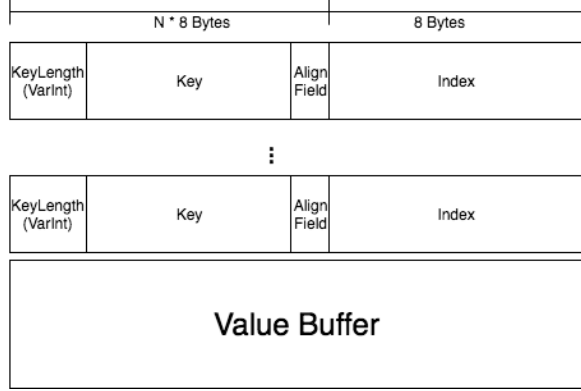 N * 8 Bytes 8 Bytes
KeyLength
(VarInt)
Key
Align
Field
Index
⋮
KeyLength
(VarInt)
Key
Align
Field
Index
Value Buffer